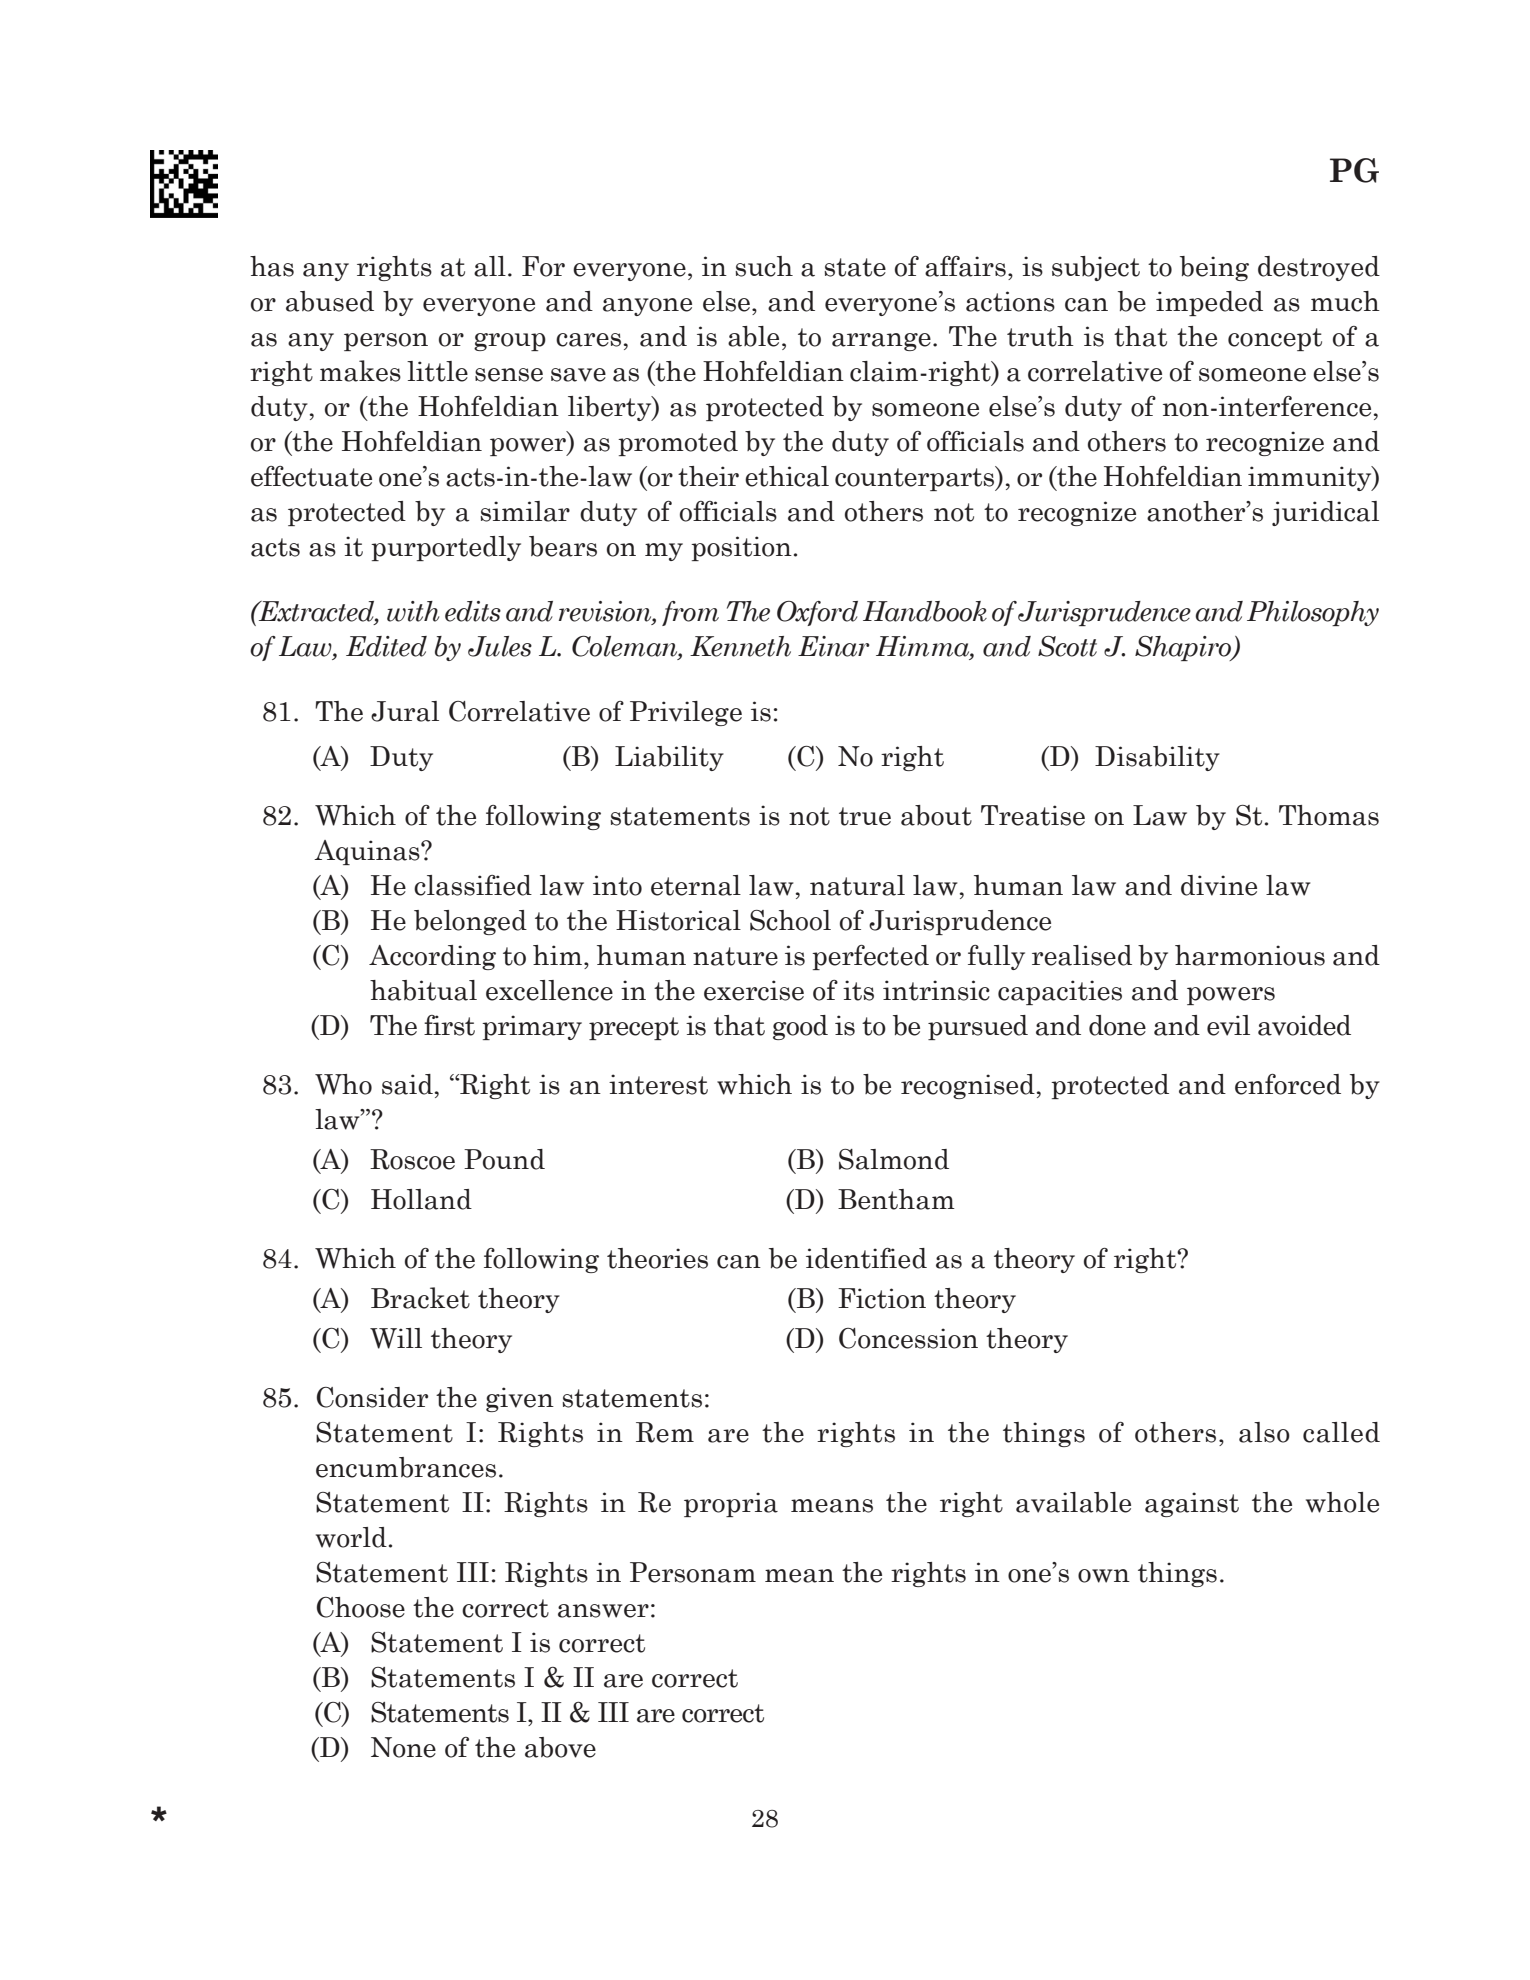 PG
has any rights at all. For everyone, in such a state of affairs, is subject to being destroyed
or abused by everyone and anyone else, and everyone’s actions can be impeded as much
as any person or group cares, and is able, to arrange. The truth is that the concept of a
right makes little sense save as (the Hohfeldian claim-right) a correlative of someone else’s
duty, or (the Hohfeldian liberty) as protected by someone else’s duty of non-interference,
or (the Hohfeldian power) as promoted by the duty of officials and others to recognize and
effectuate one’s acts-in-the-law (or their ethical counterparts), or (the Hohfeldian immunity)
as protected by a similar duty of officials and others not to recognize another’s juridical
acts as it purportedly bears on my position.
(Extracted, with edits and revision, from The Oxford Handbook of Jurisprudence and Philosophy
of Law, Edited by Jules L. Coleman, Kenneth Einar Himma, and Scott J. Shapiro)
81. The Jural Correlative of Privilege is:
(A) Duty (B) Liability (C) No right (D) Disability
82. Which of the following statements is not true about Treatise on Law by St. Thomas
Aquinas?
(A) He classified law into eternal law, natural law, human law and divine law
(B) He belonged to the Historical School of Jurisprudence
(C) According to him, human nature is perfected or fully realised by harmonious and
habitual excellence in the exercise of its intrinsic capacities and powers
(D) The first primary precept is that good is to be pursued and done and evil avoided
83. Who said, “Right is an interest which is to be recognised, protected and enforced by
law”?
(A) Roscoe Pound (B) Salmond
(C) Holland (D) Bentham
84. Which of the following theories can be identified as a theory of right?
(A) Bracket theory (B) Fiction theory
(C) Will theory (D) Concession theory
85. Consider the given statements:
Statement I: Rights in Rem are the rights in the things of others, also called
encumbrances.
Statement II: Rights in Re propria means the right available against the whole
world.
Statement III: Rights in Personam mean the rights in one’s own things.
Choose the correct answer:
(A) Statement I is correct
(B) Statements I & II are correct
(C) Statements I, II & III are correct
(D) None of the above
* 28